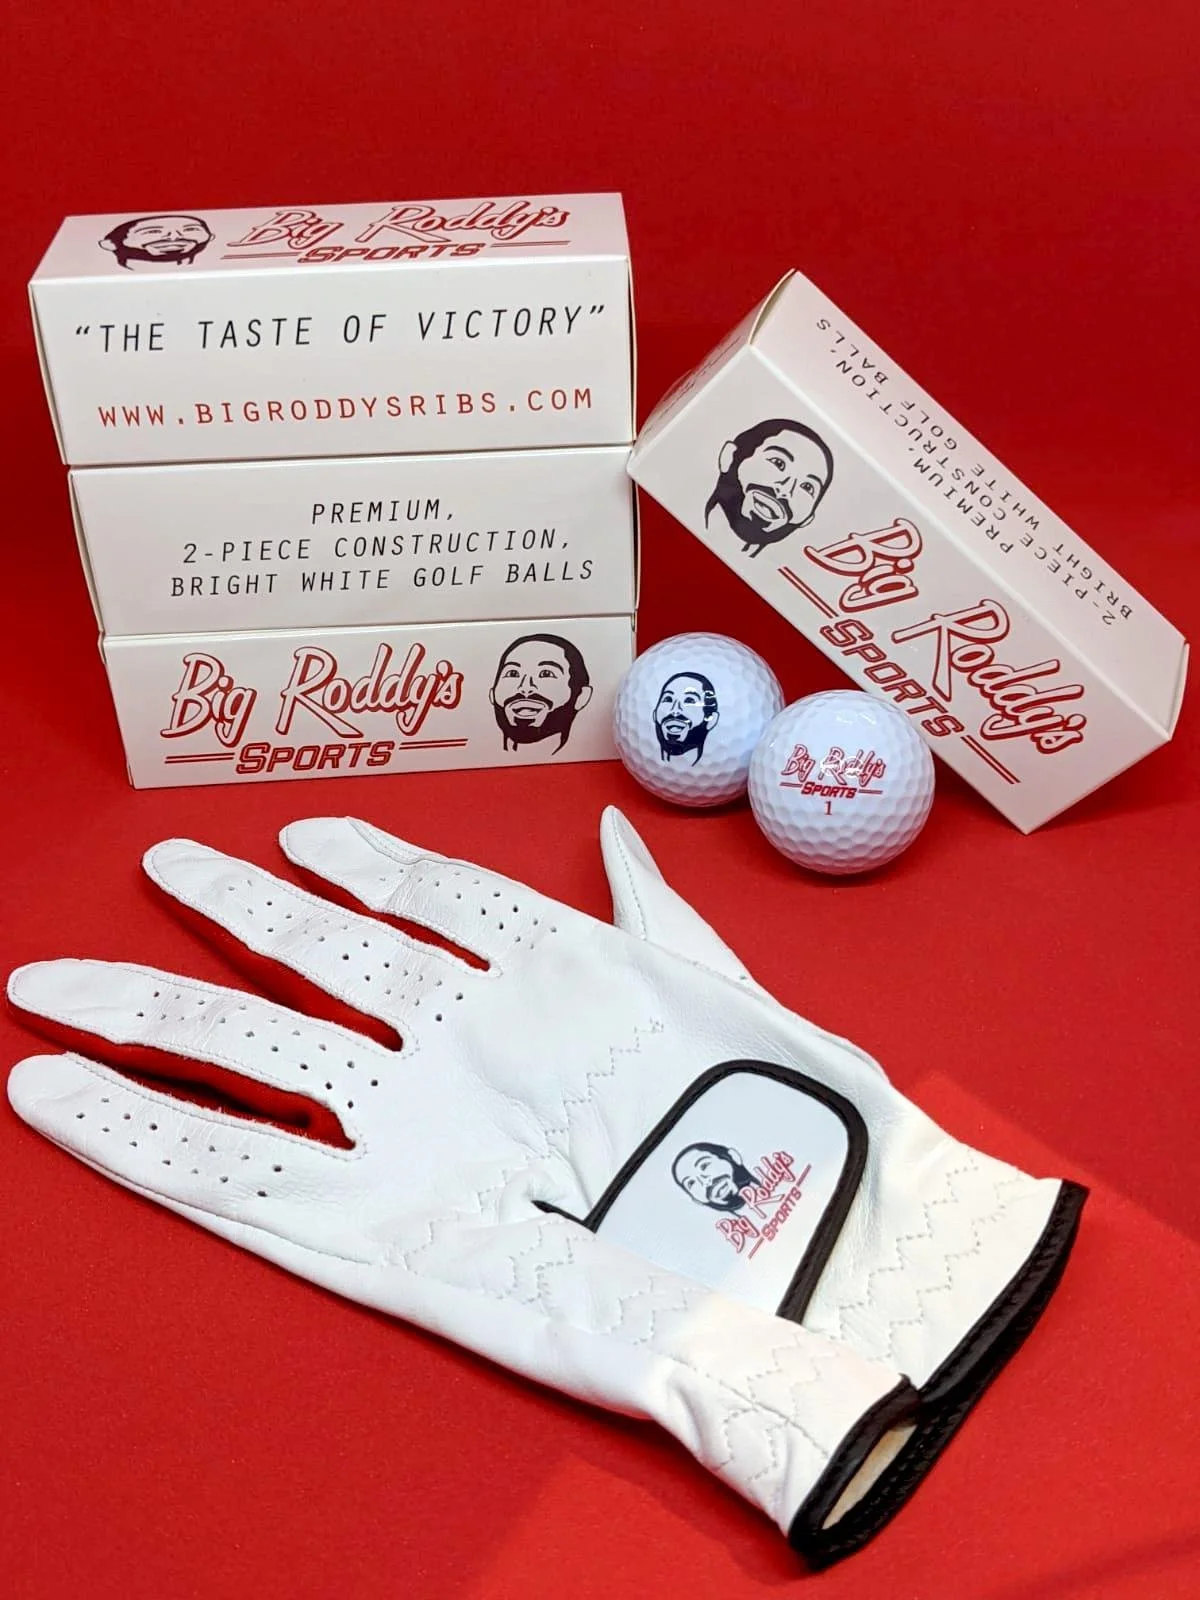 Big Roddy's
SPORTS
"THE TASTE OF VICTORY"
WWW.BIGRODDYSRIBS.COM
PREMIUM,
2-PIECE CONSTRUCTION,
BRIGHT WHITE GOLF BALLS
Big Roddy's
SPORTS
PREMIUM,
2-PIECE CONSTRUCTION,
BRIGHT WHITE GOLF BALLS
Big Roddy's
SPORTS
Big Roddy's
SPORTS
1
Big Roddy's
SPORTS